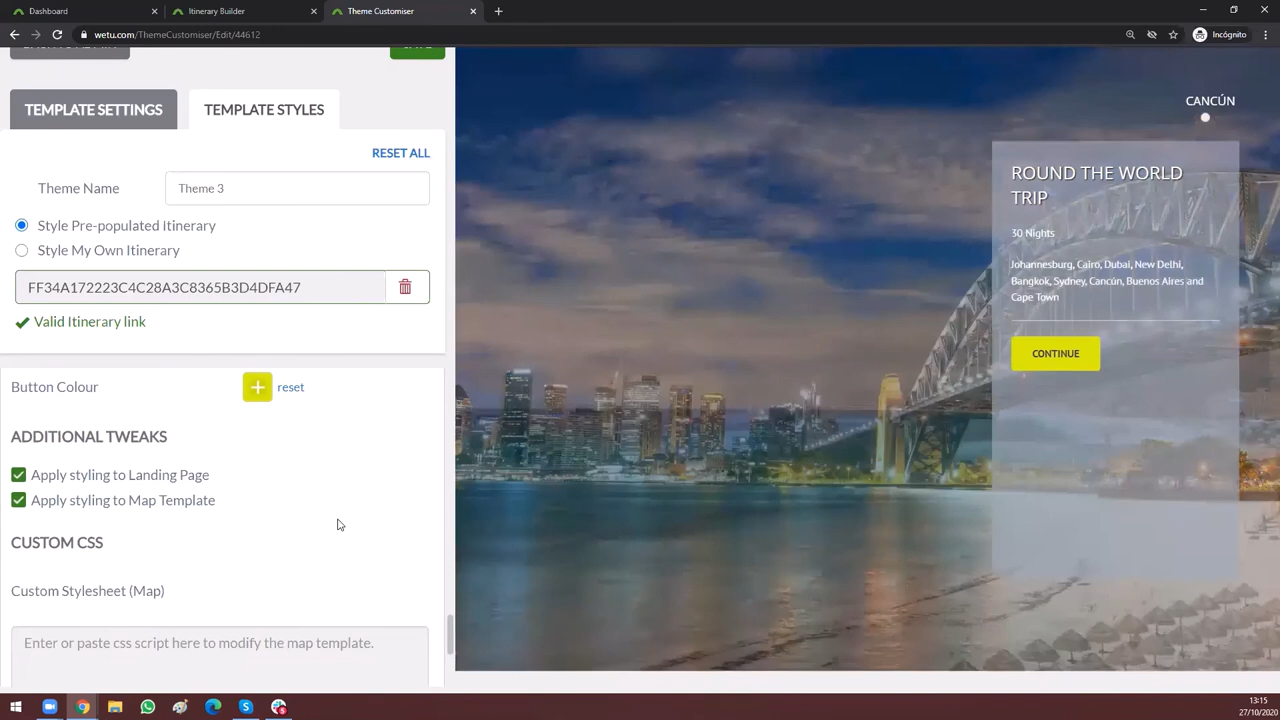 Dashboard
Itinerary Builder
Theme Customiser
wetu.com/ThemeCustomiser/Edit/44612
Incógnito
TEMPLATE SETTINGS
TEMPLATE STYLES
RESET ALL
Theme Name
Theme 3
Style Pre-populated Itinerary
Style My Own Itinerary
FF34A172223C4C28A3C8365B3D4DFA47
Valid Itinerary link
Button Colour
reset
ADDITIONAL TWEAKS
Apply styling to Landing Page
Apply styling to Map Template
CUSTOM CSS
Custom Stylesheet (Map)
Enter or paste css script here to modify the map template.
CANCÚN
ROUND THE WORLD
TRIP
30 Nights
Johannesburg, Cairo, Dubai, New Delhi,
Bangkok, Sydney, Cancún, Buenos Aires and
Cape Town
CONTINUE
13:15
27/10/2020